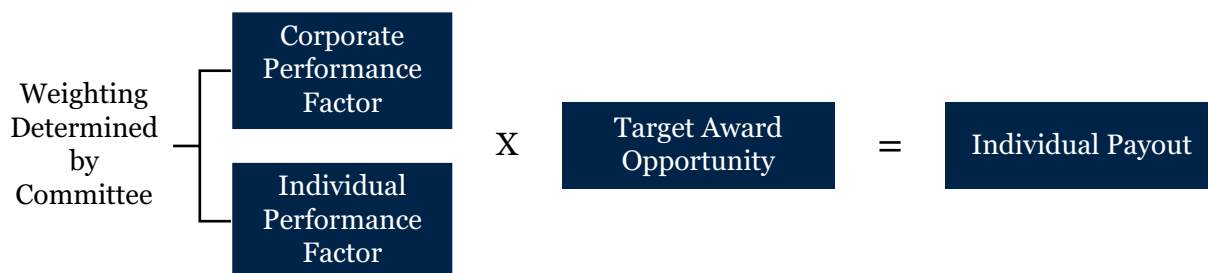 Weighting
Determined
by
Committee
Corporate
Performance
Factor
Individual
Performance
Factor
X
Target Award
Opportunity
=
Individual Payout